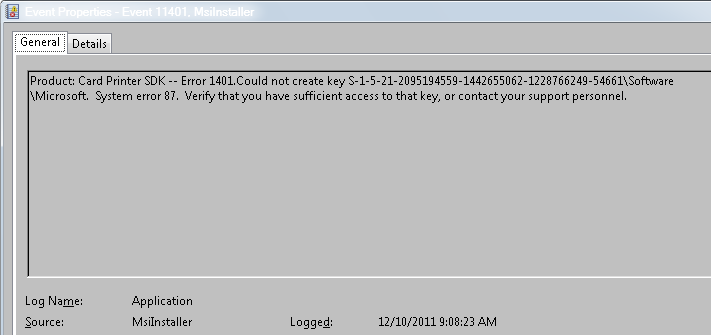 Event Properties - Event 11401, MsiInstaller
General Details
Product: Card Printer SDK -- Error 1401.Could not create key S-1-5-21-2095194559-1442655062-1228766249-54661\Software
\Microsoft.  System error 87.  Verify that you have sufficient access to that key, or contact your support personnel.
Log Name: Application
Source: MsiInstaller Logged: 12/10/2011 9:08:23 AM